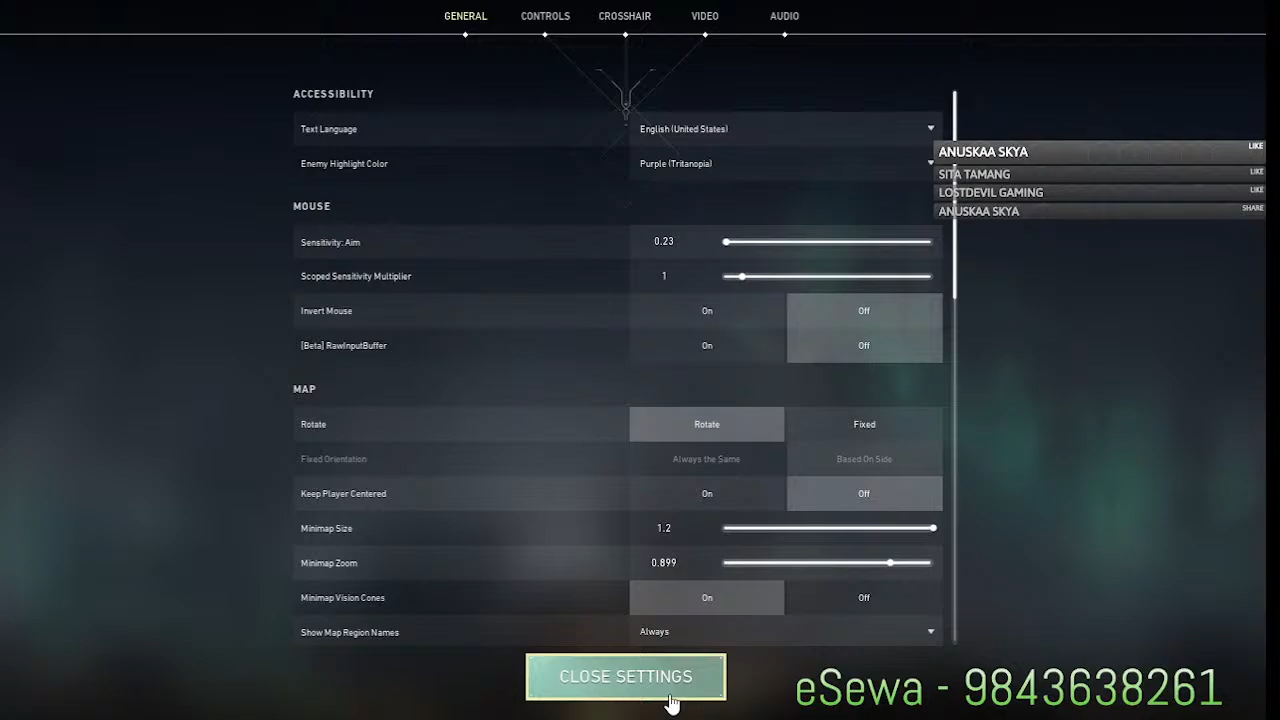 GENERAL CONTROLS CROSSHAIR VIDEO AUDIO
ACCESSIBILITY
Text Language English (United States)
Enemy Highlight Color Purple (Tritanopia)
ANUSKAA SKYA LIKE
SITA TAMANG LIKE
LOSTDEVIL GAMING LIKE
ANUSKAA SKYA SHARE
MOUSE
Sensitivity: Aim 0.23
Scoped Sensitivity Multiplier 1
Invert Mouse On Off
[Beta] RawInputBuffer On Off
MAP
Rotate Rotate Fixed
Fixed Orientation Always the Same Based On Side
Keep Player Centered On Off
Minimap Size 1.2
Minimap Zoom 0.899
Minimap Vision Cones On Off
Show Map Region Names Always
CLOSE SETTINGS
eSewa - 9843638261